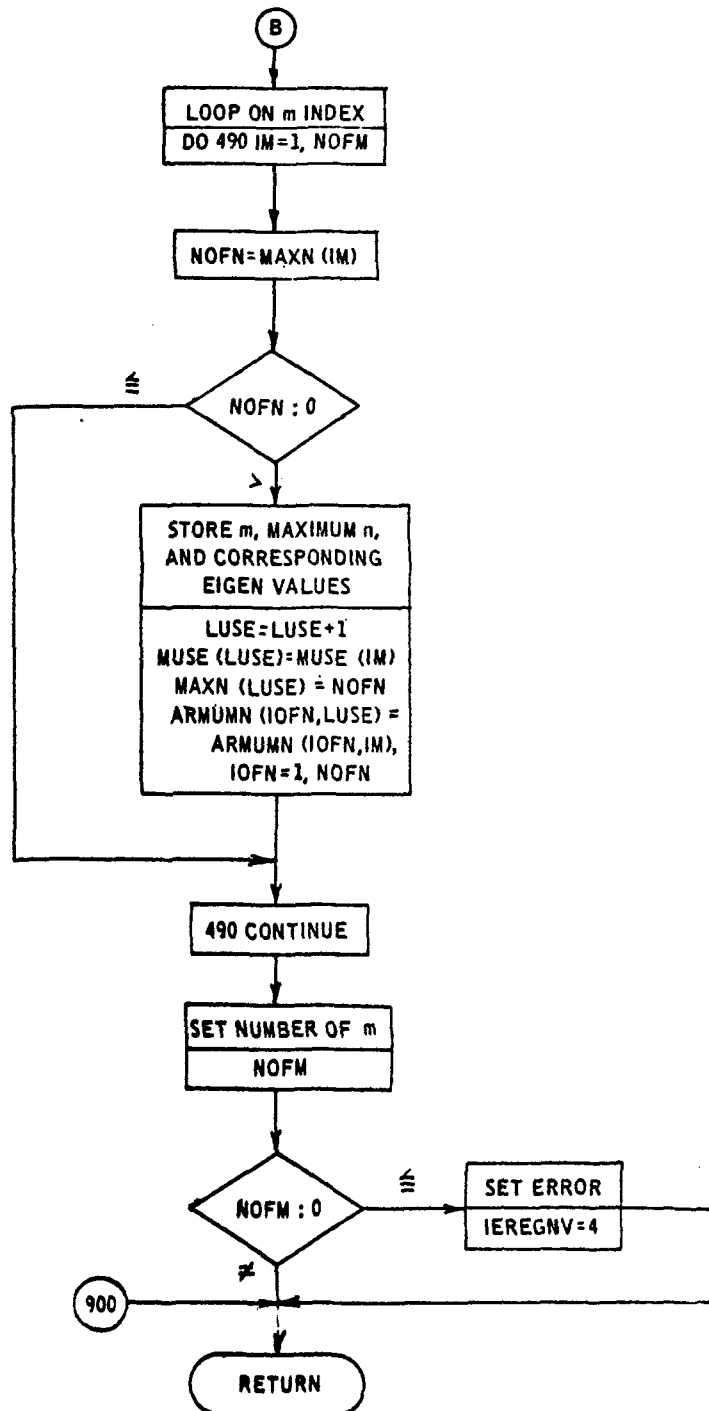 B
LOOP ON m INDEX
DO 490 IM=1, NOFM
NOFN=MAXN (IM)
NOFN : 0
>
STORE m, MAXIMUM n,
AND CORRESPONDING
EIGEN VALUES
LUSE=LUSE+1
MUSE (LUSE)=MUSE (IM)
MAXN (LUSE) = NOFN
ARMUMN (IOFN,LUSE) =
ARMUMN (IOFN,IM),
IOFN=1, NOFN
490 CONTINUE
SET NUMBER OF m
NOFM
NOFM : 0
SET ERROR
IEREGNV=4
≠
900
RETURN